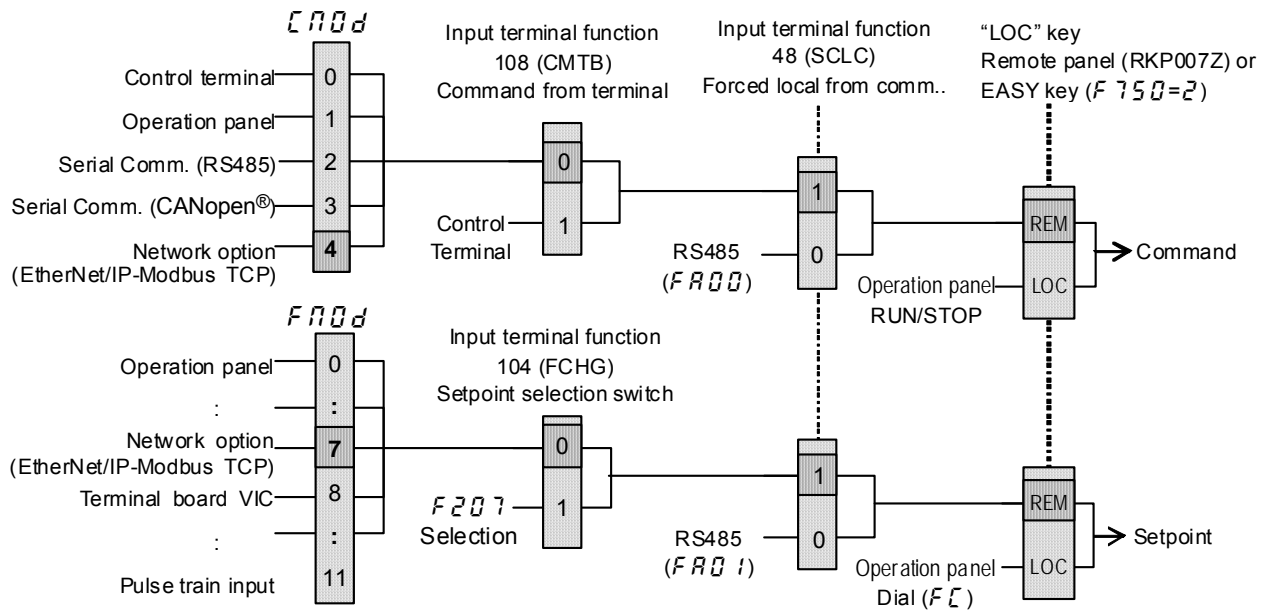 CMOd
Control terminal
0
Operation panel
1
Serial Comm. (RS485)
2
Serial Comm. (CANopen®)
3
Network option
(EtherNet/IP-Modbus TCP)
4
Input terminal function
108 (CMTB)
Command from terminal
0
Control
Terminal
1
Input terminal function
48 (SCLC)
Forced local from comm..
1
RS485
(FA00)
0
“LOC” key
Remote panel (RKP007Z) or
EASY key (F750=2)
REM
Operation panel
RUN/STOP
LOC
Command
FMOd
Operation panel
0
:
:
Network option
(EtherNet/IP-Modbus TCP)
7
Terminal board VIC
8
:
:
Pulse train input
11
Input terminal function
104 (FCHG)
Setpoint selection switch
0
F207
Selection
1
1
RS485
(FA01)
0
REM
Operation panel
Dial (FC)
LOC
Setpoint